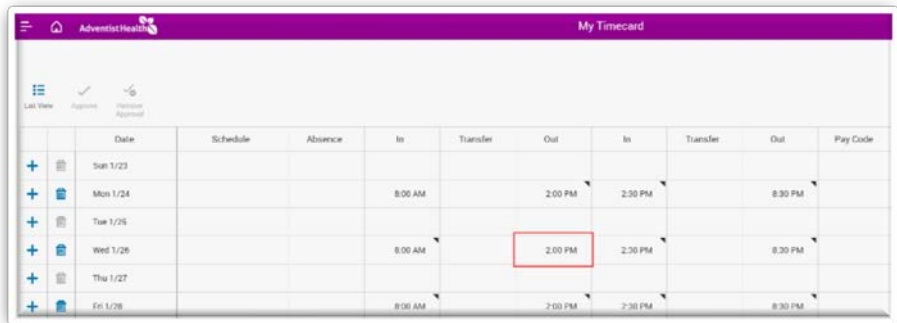 AdventistHealth My Timecard
List View Approve Remove Approval
Date Schedule Absence In Transfer Out In Transfer Out Pay Code
Sun 1/23
Mon 1/24 8:00 AM 2:00 PM 2:30 PM 8:30 PM
Tue 1/25
Wed 1/26 8:00 AM 2:00 PM 2:30 PM 8:30 PM
Thu 1/27
Fri 1/28 8:00 AM 2:00 PM 2:30 PM 8:30 PM